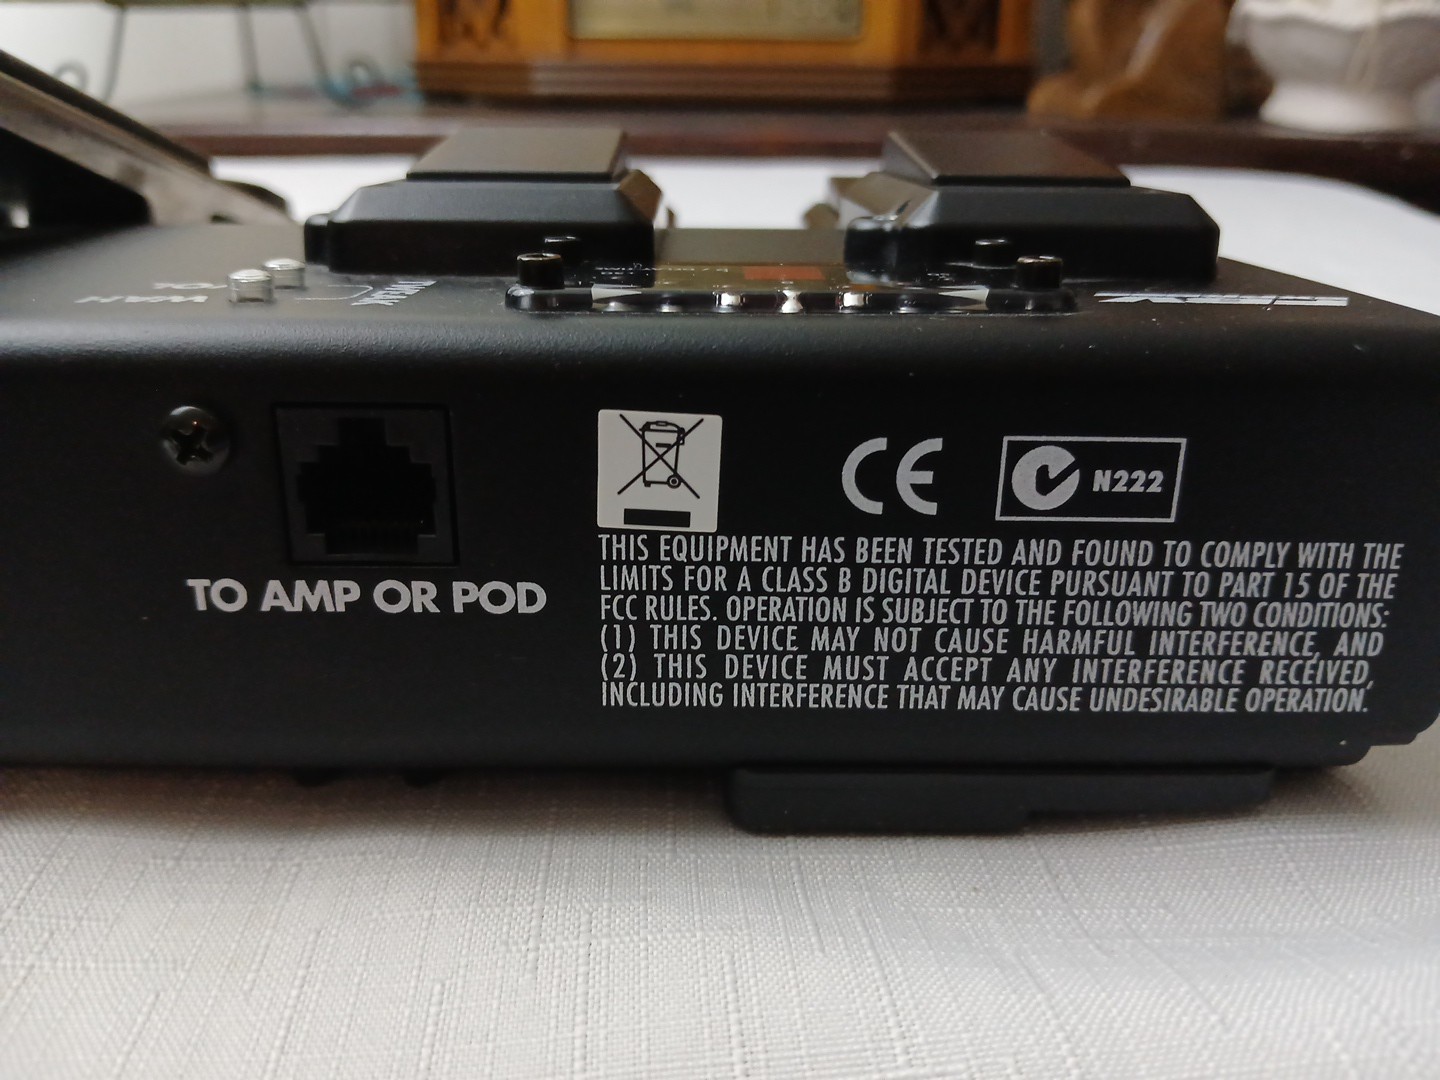 VOL
WAH
N222
CE
TO AMP OR POD
THIS EQUIPMENT HAS BEEN TESTED AND FOUND TO COMPLY WITH THE
LIMITS FOR A CLASS B DIGITAL DEVICE PURSUANT TO PART 15 OF THE
FCC RULES. OPERATION IS SUBJECT TO THE FOLLOWING TWO CONDITIONS:
(1) THIS DEVICE MAY NOT CAUSE HARMFUL INTERFERENCE, AND
(2) THIS DEVICE MUST ACCEPT ANY INTERFERENCE RECEIVED,
INCLUDING INTERFERENCE THAT MAY CAUSE UNDESIRABLE OPERATION.